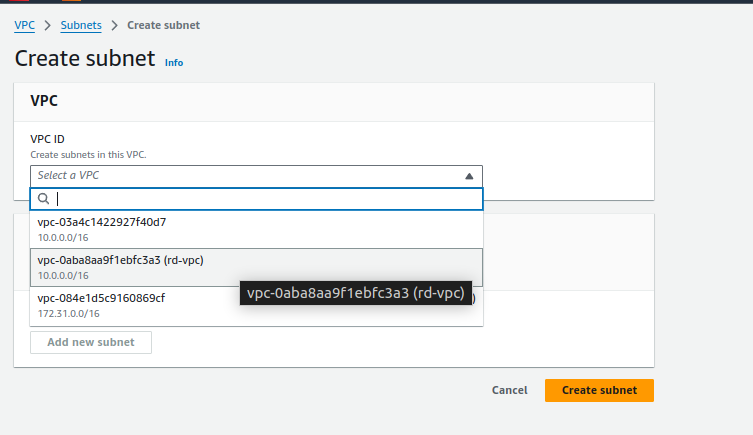 VPC > Subnets > Create subnet
Create subnet Info
VPC
VPC ID
Create subnets in this VPC.
Select a VPC
vpc-03a4c1422927f40d7
10.0.0.0/16
vpc-0aba8aa9f1ebfc3a3 (rd-vpc)
10.0.0.0/16
vpc-084e1d5c9160869cf
vpc-0aba8aa9f1ebfc3a3 (rd-vpc)
172.31.0.0/16
Add new subnet
Cancel Create subnet